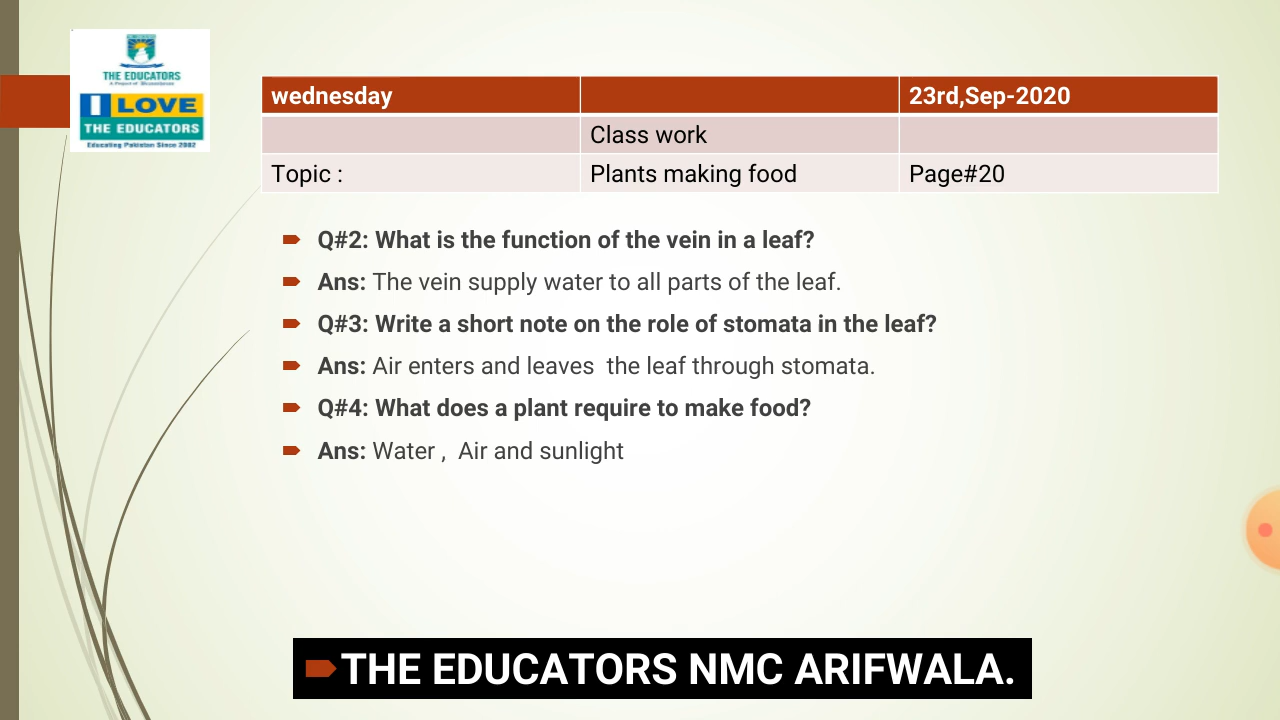 THE EDUCATORS
A Project of Beaconhouse
I LOVE
THE EDUCATORS
Educating Pakistan Since 2002
wednesday 23rd,Sep-2020
Class work
Topic : Plants making food Page#20
Q#2: What is the function of the vein in a leaf?
Ans: The vein supply water to all parts of the leaf.
Q#3: Write a short note on the role of stomata in the leaf?
Ans: Air enters and leaves  the leaf through stomata.
Q#4: What does a plant require to make food?
Ans: Water ,  Air and sunlight
THE EDUCATORS NMC ARIFWALA.